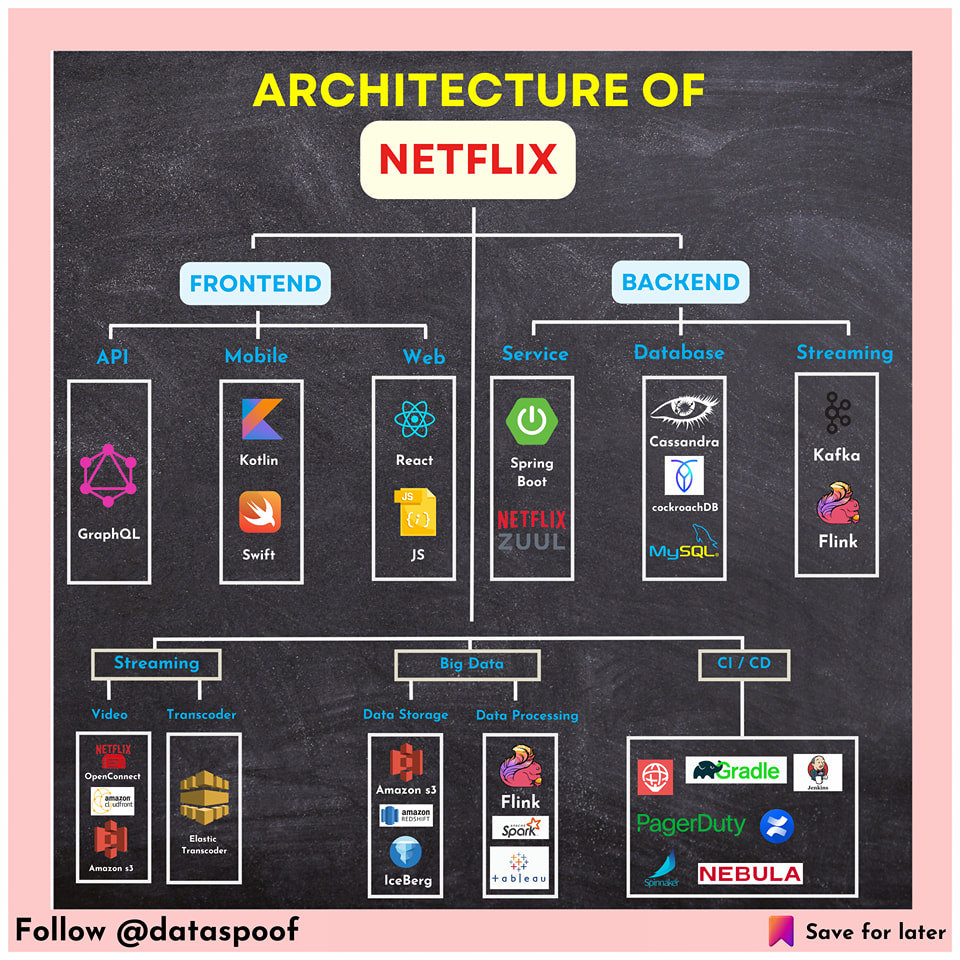 ARCHITECTURE OF
NETFLIX
FRONTEND
BACKEND
API
Mobile
Web
Service
Database
Streaming
GraphQL
Kotlin
Swift
React
JS
JS
Spring
Boot
NETFLIX
ZUUL
Cassandra
cockroachDB
MySQL®
Kafka
Flink
Streaming
Big Data
CI / CD
Video
Transcoder
Data Storage
Data Processing
NETFLIX
OpenConnect
amazon
cloudfront
Amazon s3
Elastic
Transcoder
Amazon s3
amazon
REDSHIFT
IceBerg
Flink
APACHE
Spark
+ableau
Gradle
Jenkins
PagerDuty
Spinnaker
NEBULA
Follow @dataspoof
Save for later